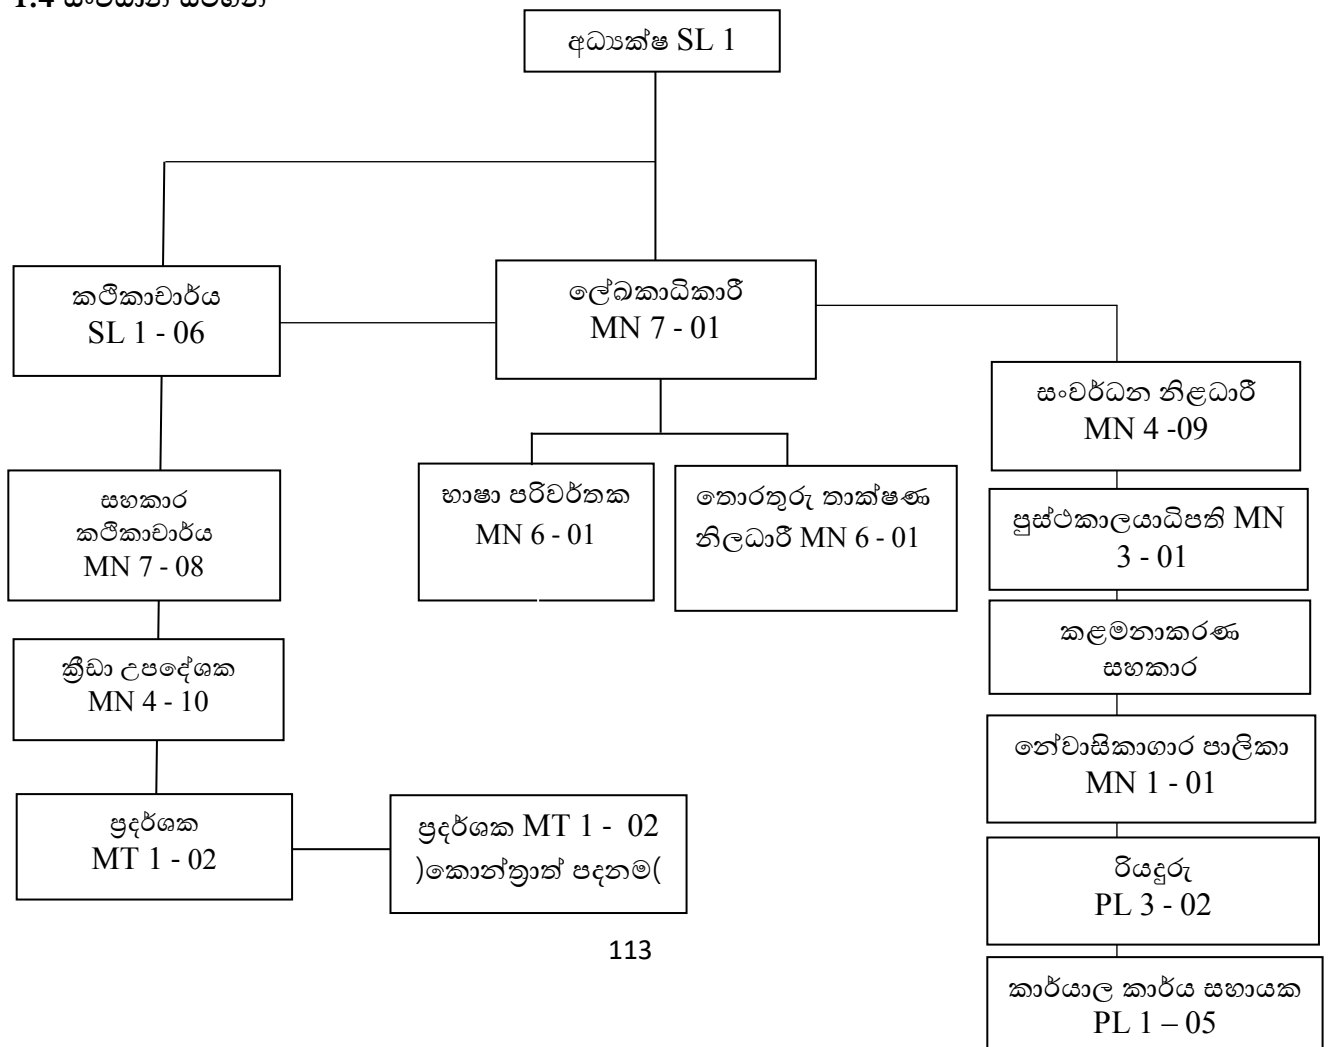 1.4 සංවිධාන සටහන
අධ්‍යක්ෂ SL 1
කථිකාචාර්ය
SL 1 - 06
ලේඛකාධිකාරී
MN 7 - 01
සංවර්ධන නිළධාරී
MN 4 -09
සහකාර
කථිකාචාර්ය
MN 7 - 08
භාෂා පරිවර්තක
MN 6 - 01
තොරතුරු තාක්ෂණ
නිලධාරී MN 6 - 01
පුස්ථකාලයාධිපති MN
3 - 01
කළමනාකරණ
සහකාර
ක්‍රීඩා උපදේශක
MN 4 - 10
නේවාසිකාගාර පාලිකා
MN 1 - 01
ප්‍රදර්ශක
MT 1 - 02
ප්‍රදර්ශක MT 1 - 02
)කොන්ත්‍රාත් පදනම(
රියදුරු
PL 3 - 02
කාර්යාල කාර්ය සහායක
PL 1 – 05
113